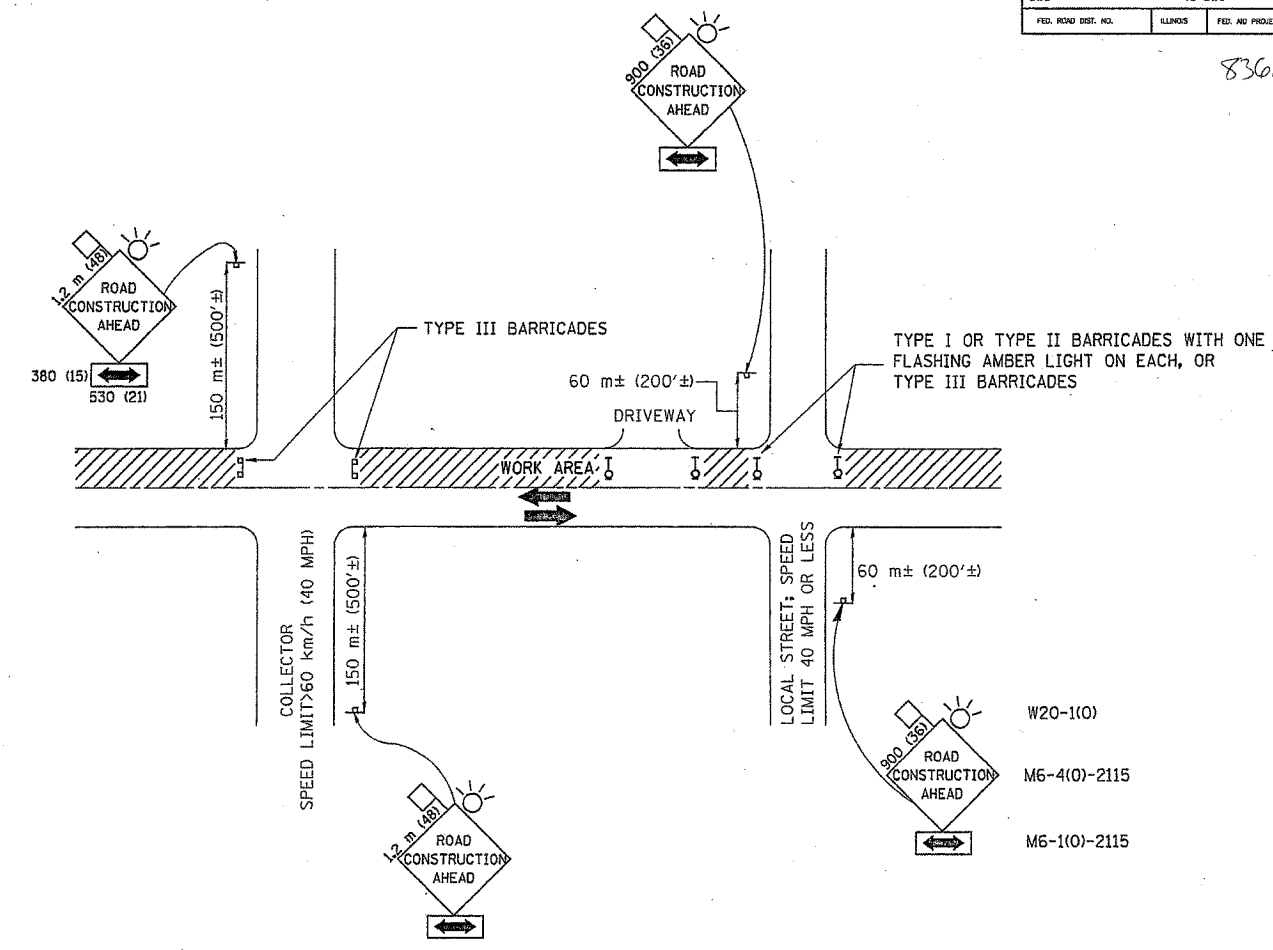 FED. ROAD DIST. NO.
ILLINOIS
FED. AID PROJE
836.
900 (36)
ROAD
CONSTRUCTION
AHEAD
1.2 m (48)
ROAD
CONSTRUCTION
AHEAD
380 (15)
530 (21)
150 m± (500'±)
TYPE III BARRICADES
60 m± (200'±)
DRIVEWAY
TYPE I OR TYPE II BARRICADES WITH ONE
FLASHING AMBER LIGHT ON EACH, OR
TYPE III BARRICADES
WORK AREA
COLLECTOR
SPEED LIMIT>60 km/h (40 MPH)
150 m± (500'±)
LOCAL STREET; SPEED
LIMIT 40 MPH OR LESS
60 m± (200'±)
1.2 m (48)
ROAD
CONSTRUCTION
AHEAD
900 (36)
ROAD
CONSTRUCTION
AHEAD
W20-1(O)
M6-4(O)-2115
M6-1(O)-2115